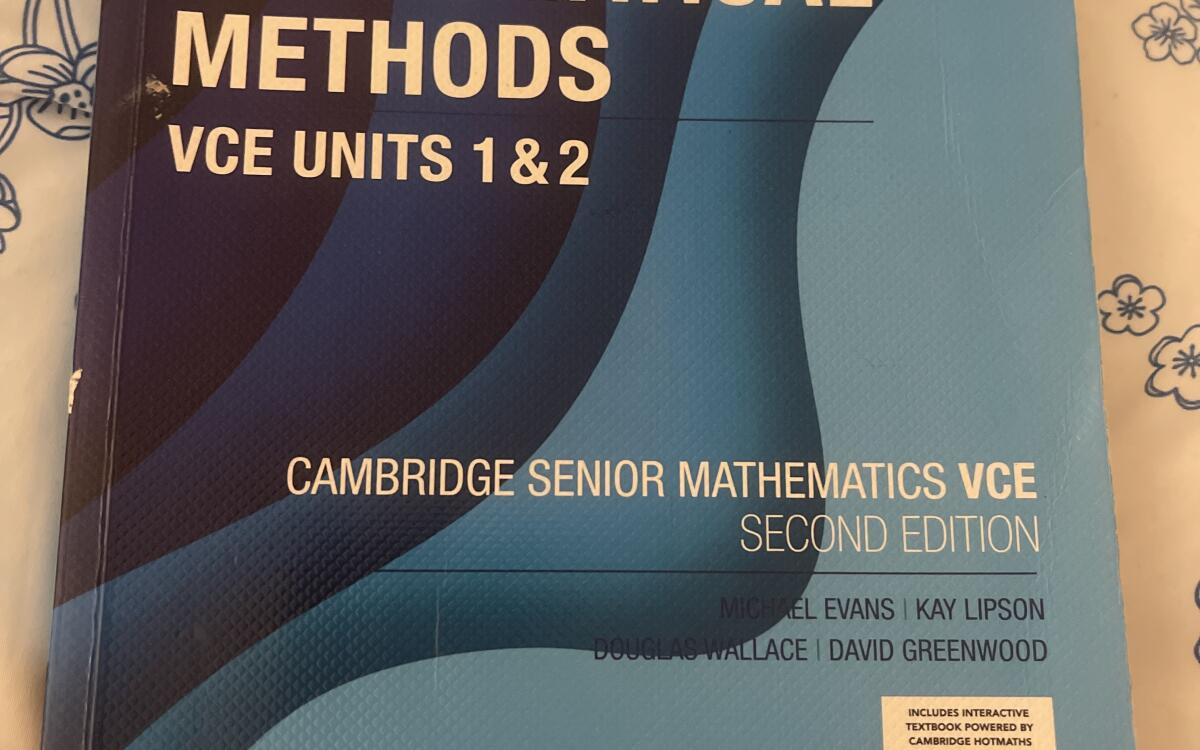 METHODS
VCE UNITS 1 & 2
CAMBRIDGE SENIOR MATHEMATICS VCE
SECOND EDITION
MICHAEL EVANS | KAY LIPSON
DOUGLAS WALLACE | DAVID GREENWOOD
INCLUDES INTERACTIVE
TEXTBOOK POWERED BY
CAMBRIDGE HOTMATHS